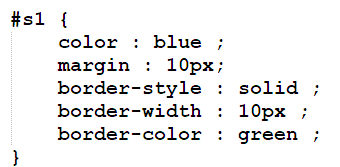 #s1 {
    color : blue ;
    margin : 10px;
    border-style : solid ;
    border-width : 10px ;
    border-color : green ;
}